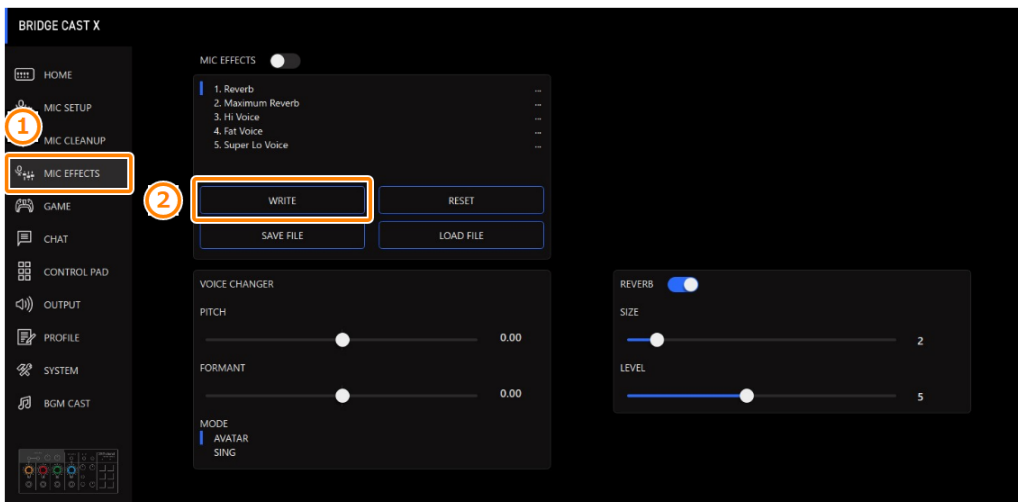 BRIDGE CAST X
HOME
MIC SETUP
1
MIC CLEANUP
MIC EFFECTS
GAME
CHAT
CONTROL PAD
OUTPUT
PROFILE
SYSTEM
BGM CAST
MIC EFFECTS
1. Reverb ...
2. Maximum Reverb ...
3. Hi Voice ...
4. Fat Voice ...
5. Super Lo Voice ...
2
WRITE RESET
SAVE FILE LOAD FILE
VOICE CHANGER
PITCH
0.00
FORMANT
0.00
MODE
AVATAR
SING
REVERB
SIZE
2
LEVEL
5